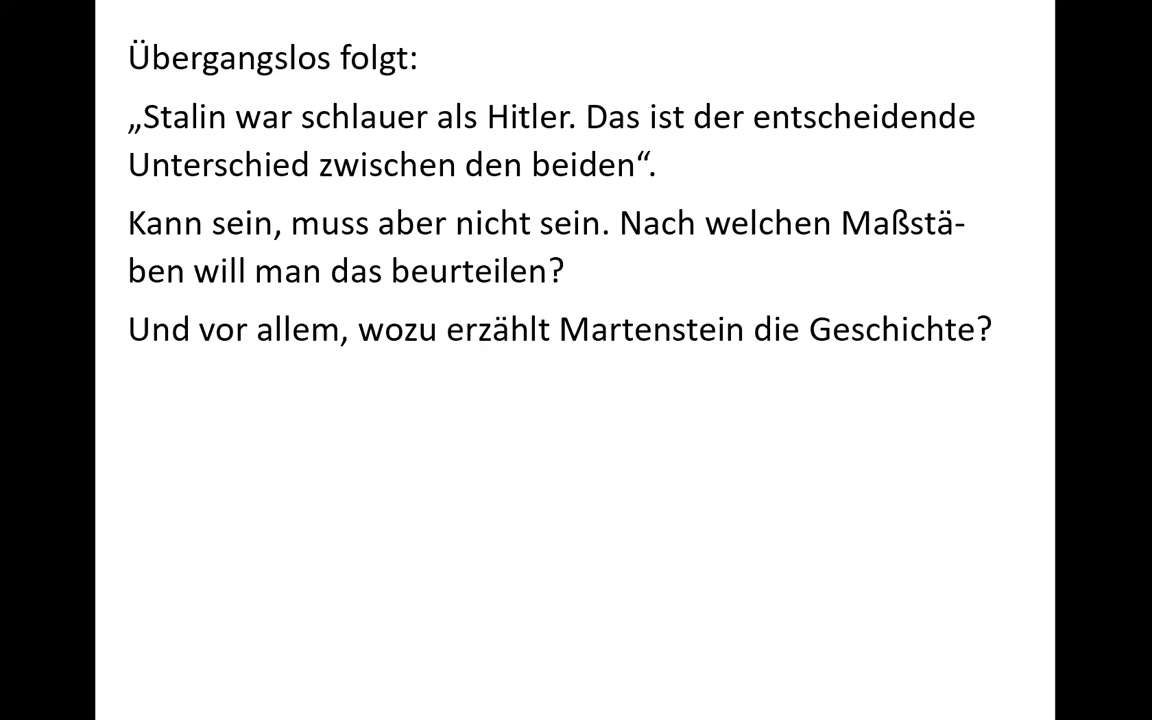 Übergangslos folgt:
„Stalin war schlauer als Hitler. Das ist der entscheidende
Unterschied zwischen den beiden“.
Kann sein, muss aber nicht sein. Nach welchen Maßstä-
ben will man das beurteilen?
Und vor allem, wozu erzählt Martenstein die Geschichte?